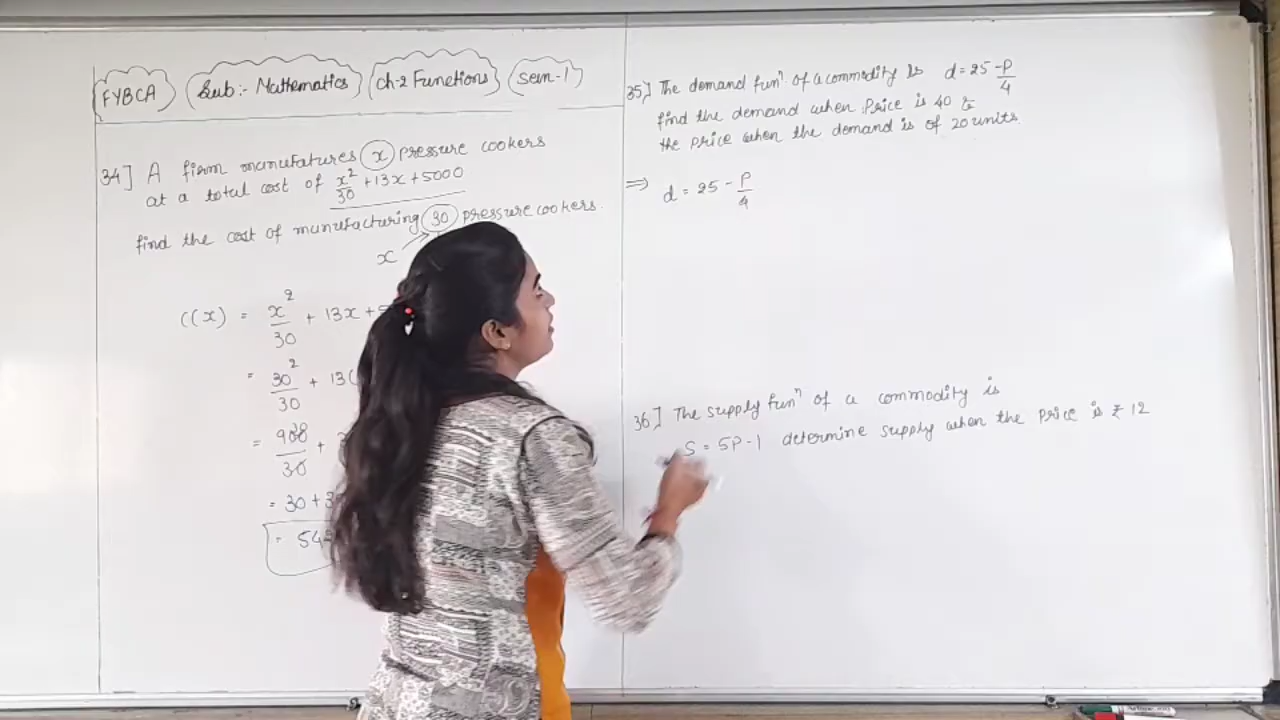 FYBCA
Sub:- Mathematics
Ch-2 Functions
Sem-1
34] A firm manufatures x pressure cookers
at a total cost of x²/30 + 13x + 5000
find the cost of manufacturing 30 pressure cookers.
x
C(x) = x²/30 + 13x +
= 30²/30 + 13(
= 900/30 +
= 30 +
= 54
35] The demand funⁿ of a commodity is d = 25 - P/4
find the demand when price is 40 &
the price when the demand is of 20 units.
⇒ d = 25 - P/4
36] The supply funⁿ of a commodity is
S = 5P - 1 determine supply when the price is ₹ 12